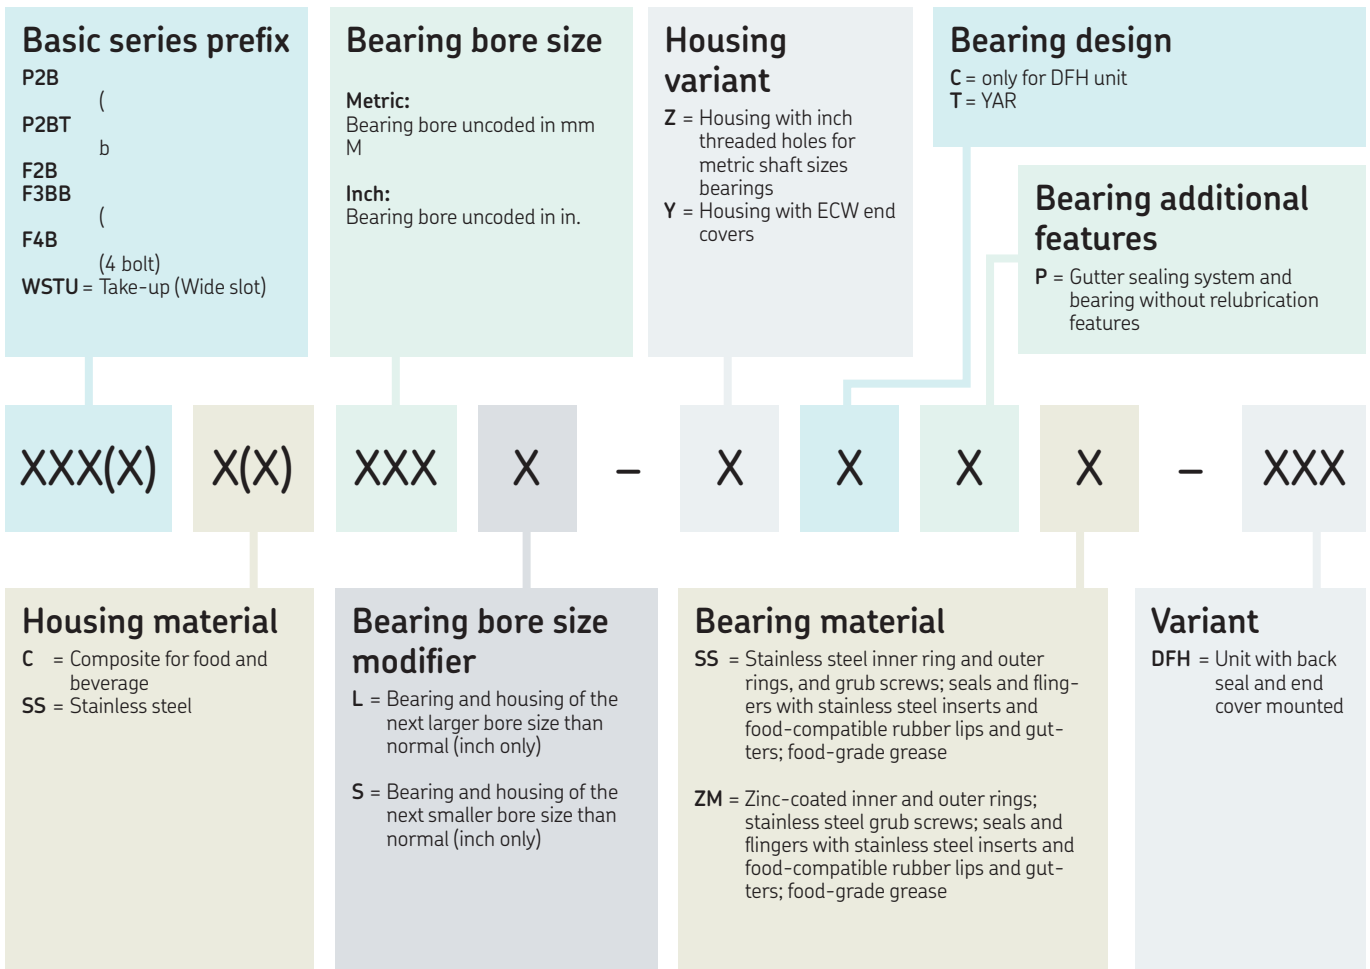 Basic series prefix
P2B
(
P2BT
b
F2B
F3BB
(
F4B
(4 bolt)
WSTU = Take-up (Wide slot)
Bearing bore size
Metric:
Bearing bore uncoded in mm
M
Inch:
Bearing bore uncoded in in.
Housing
variant
Z = Housing with inch
threaded holes for
metric shaft sizes
bearings
Y = Housing with ECW end
covers
Bearing design
C = only for DFH unit
T = YAR
Bearing additional
features
P = Gutter sealing system and
bearing without relubrication
features
XXX(X) X(X) XXX X – X X X X – XXX
Housing material
C = Composite for food and
beverage
SS = Stainless steel
Bearing bore size
modifier
L = Bearing and housing of the
next larger bore size than
normal (inch only)
S = Bearing and housing of the
next smaller bore size than
normal (inch only)
Bearing material
SS = Stainless steel inner ring and outer
rings, and grub screws; seals and fling-
ers with stainless steel inserts and
food-compatible rubber lips and gut-
ters; food-grade grease
ZM = Zinc-coated inner and outer rings;
stainless steel grub screws; seals and
flingers with stainless steel inserts and
food-compatible rubber lips and gut-
ters; food-grade grease
Variant
DFH = Unit with back
seal and end
cover mounted